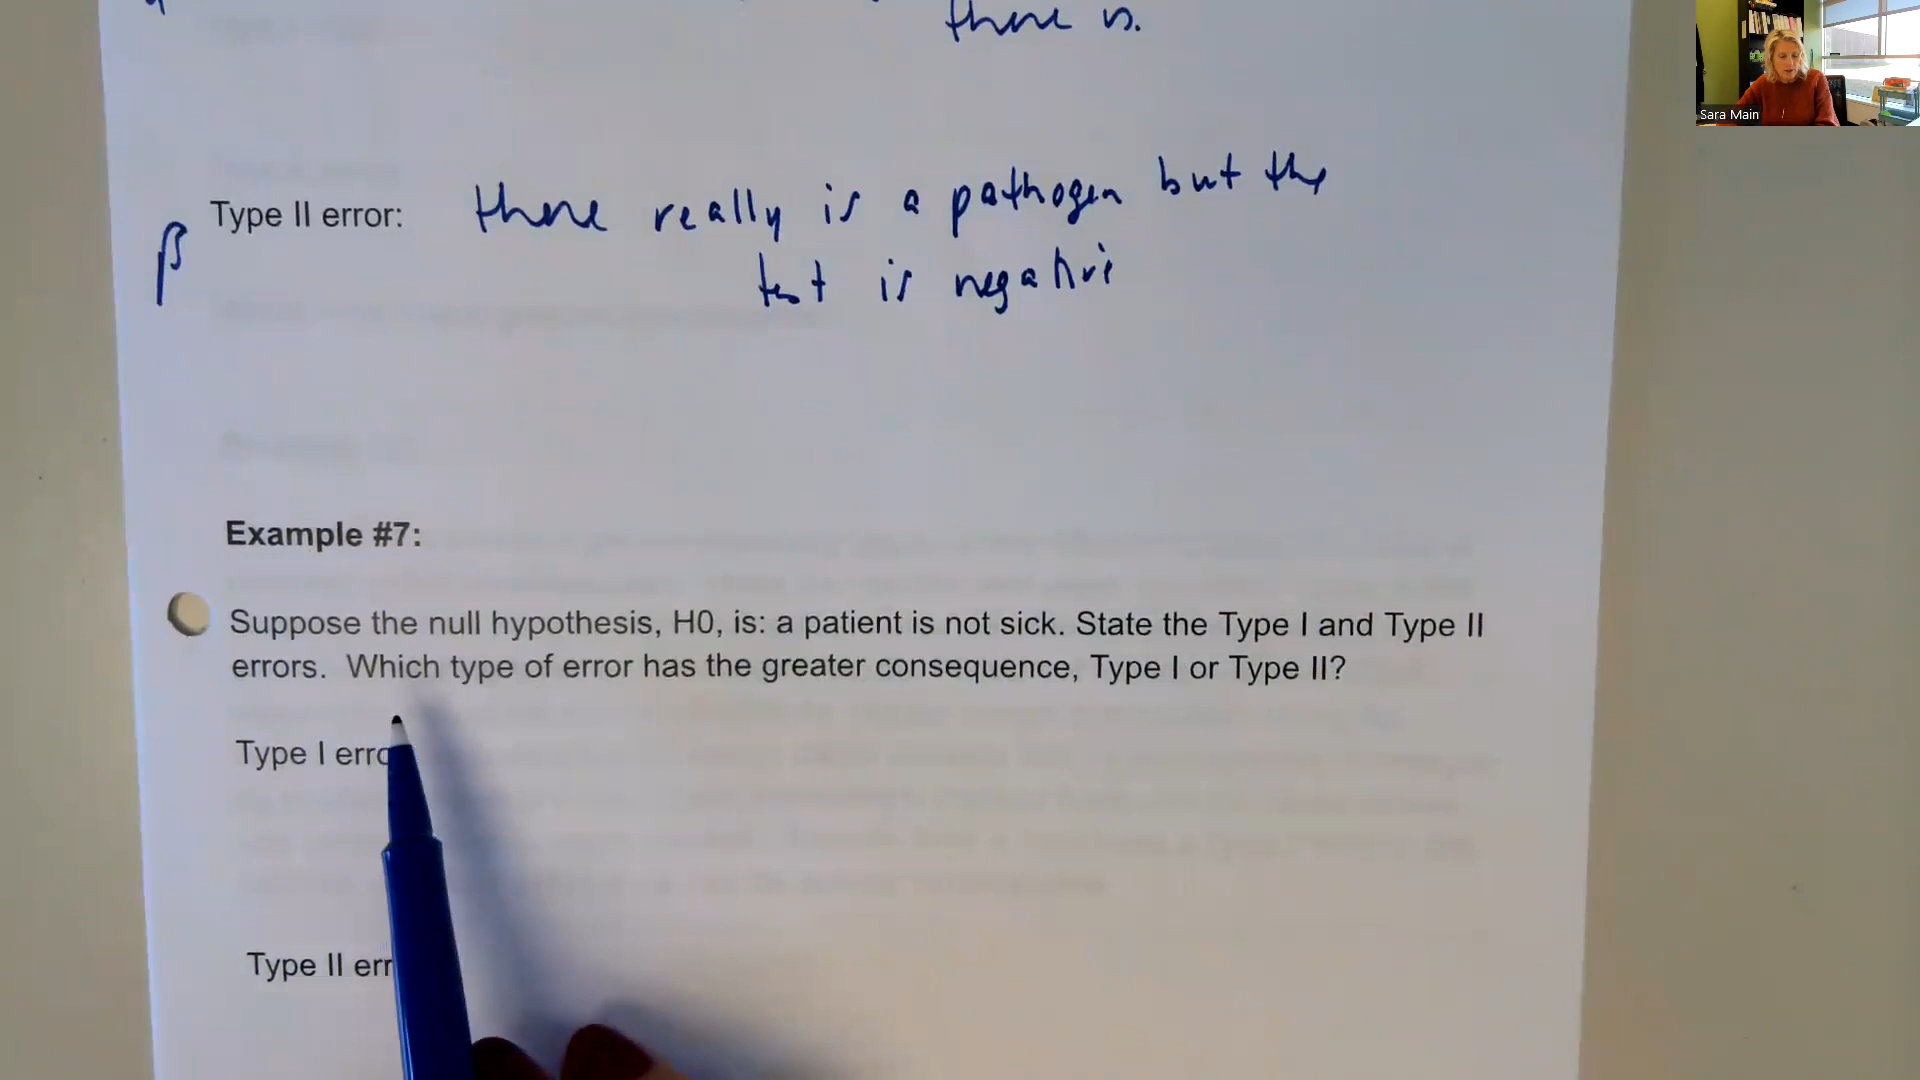 there is.
Sara Main
Type II error: there really is a pathogen but the
β
test is negative
Example #7:
Suppose the null hypothesis, H0, is: a patient is not sick. State the Type I and Type II
errors. Which type of error has the greater consequence, Type I or Type II?
Type I erro
Type II err